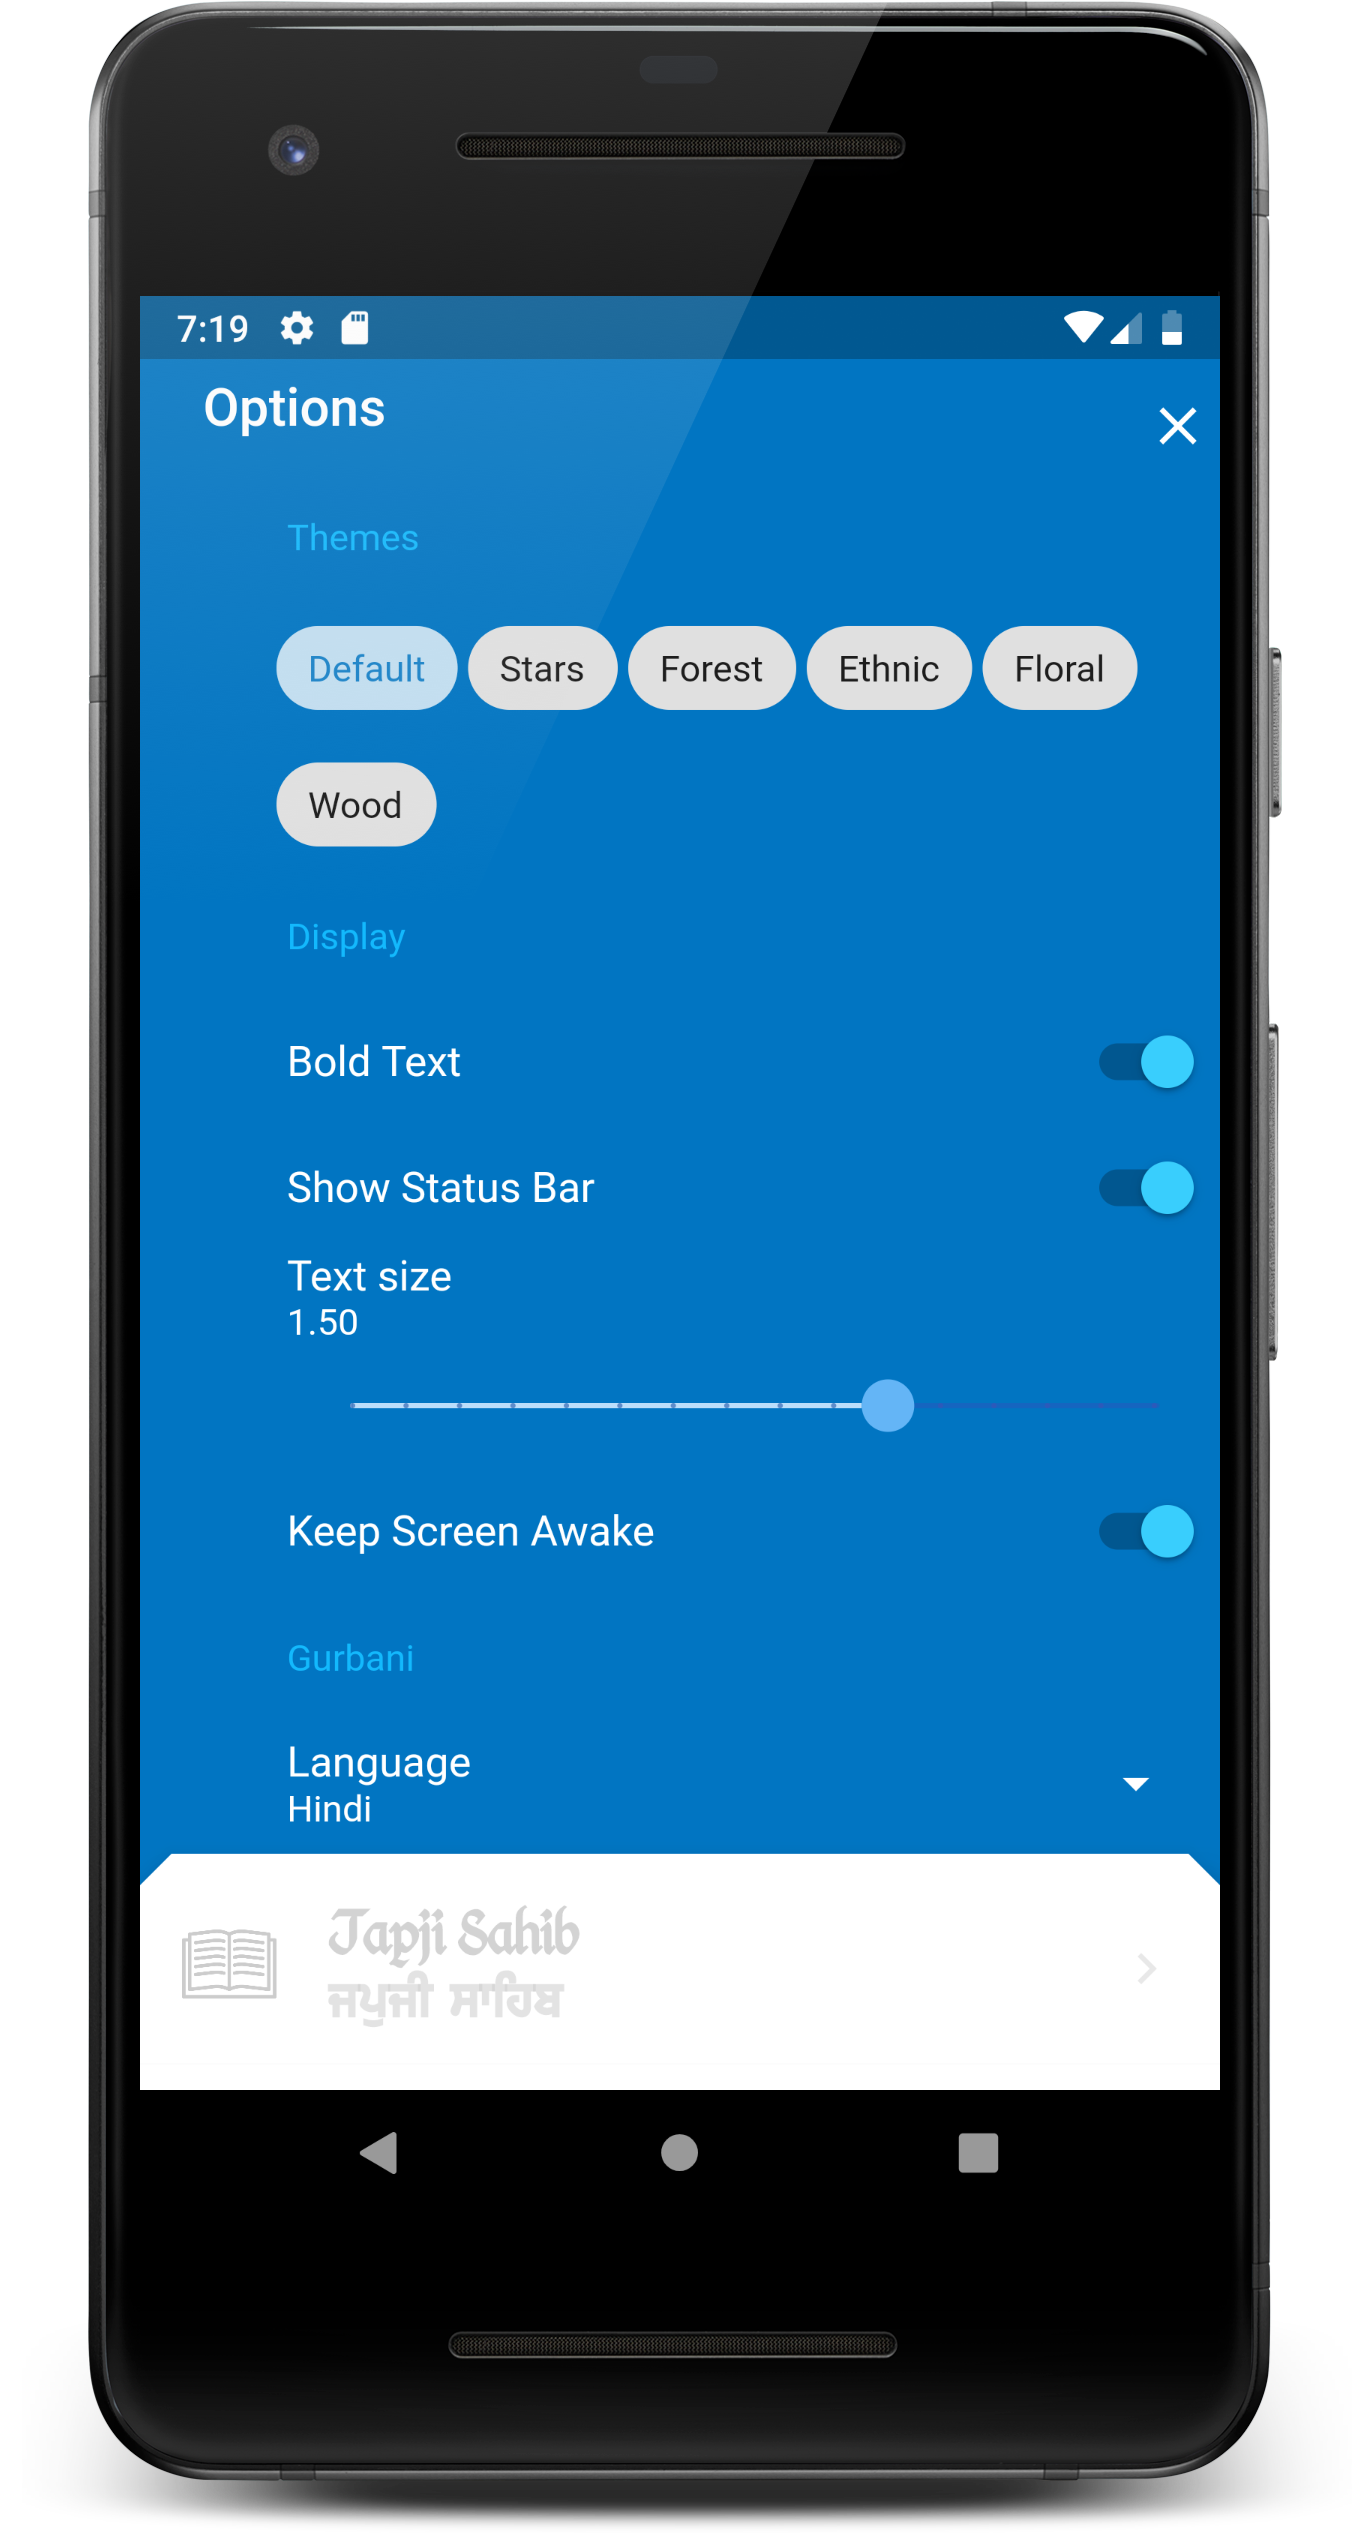 7:19
Options
Themes
Default Stars Forest Ethnic Floral
Wood
Display
Bold Text
Show Status Bar
Text size
1.50
Keep Screen Awake
Gurbani
Language
Hindi
Japji Sahib
ਜਪੁਜੀ ਸਾਹਿਬ